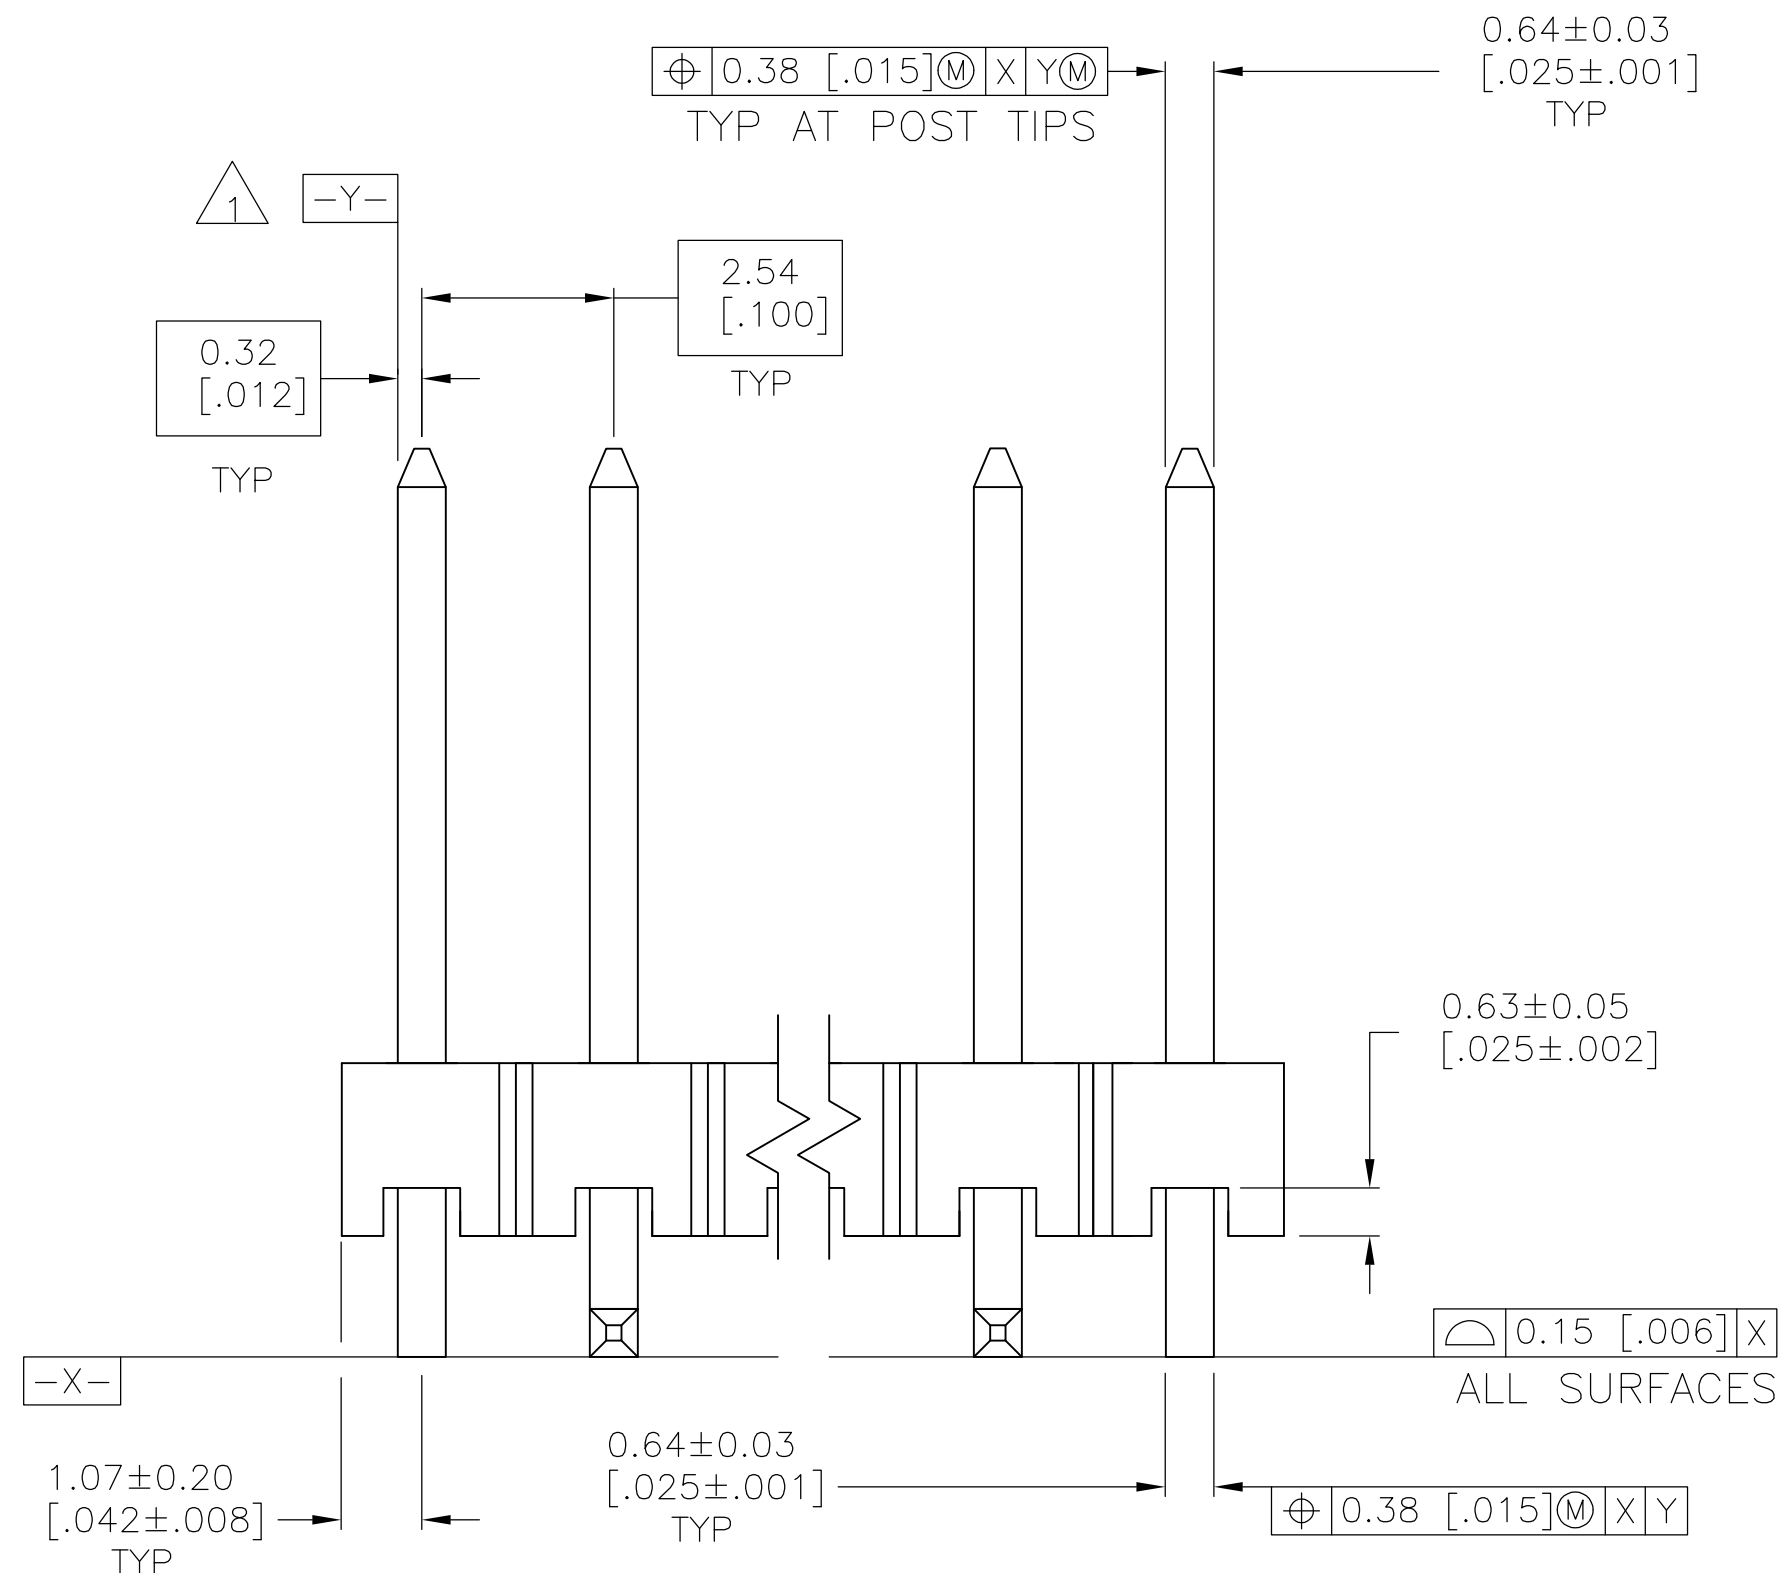 0.64±0.03
[.025±.001]
TYP
⌖ 0.38 [.015]Ⓜ X YⓂ
TYP AT POST TIPS
1
-Y-
2.54
[.100]
TYP
0.32
[.012]
TYP
0.63±0.05
[.025±.002]
⌓ 0.15 [.006] X
ALL SURFACES
-X-
0.64±0.03
[.025±.001]
TYP
1.07±0.20
[.042±.008]
TYP
⌖ 0.38 [.015]Ⓜ X Y